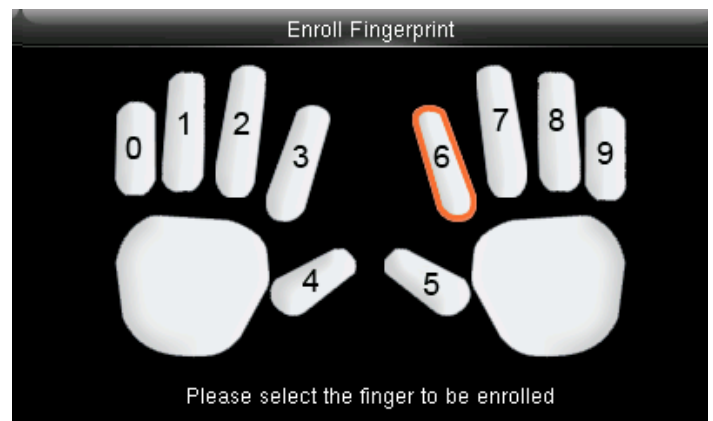 Enroll Fingerprint
0 1 2 3 6 7 8 9
4 5
Please select the finger to be enrolled